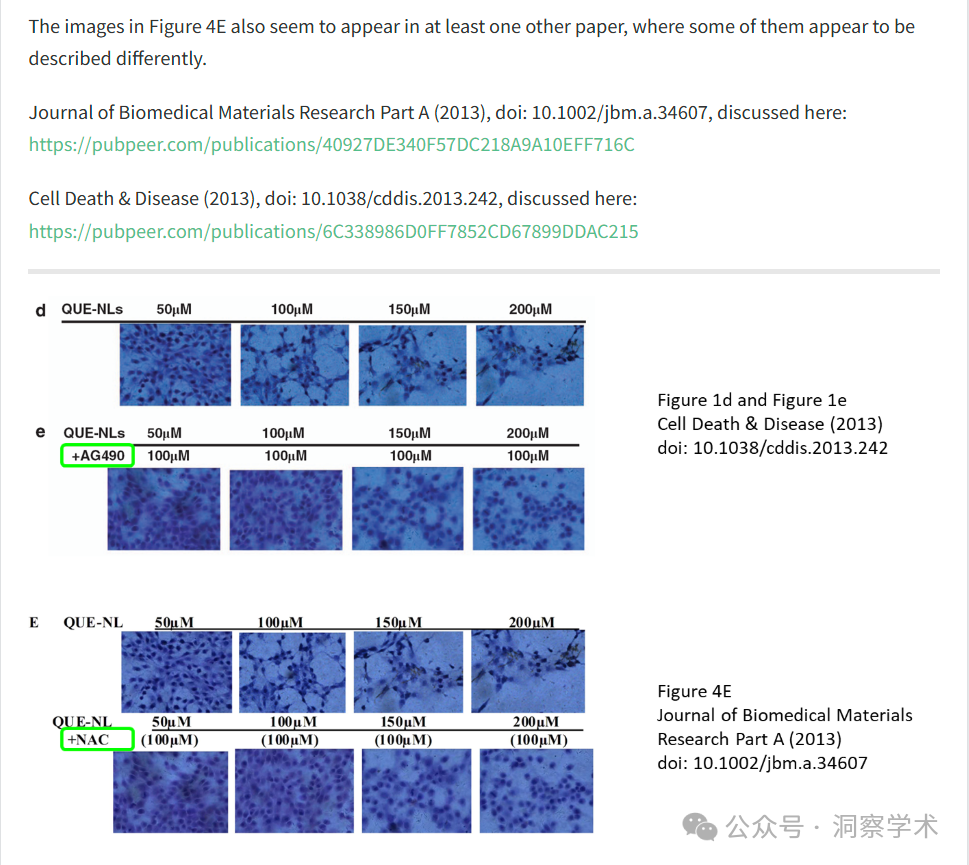 The images in Figure 4E also seem to appear in at least one other paper, where some of them appear to be
described differently.
Journal of Biomedical Materials Research Part A (2013), doi: 10.1002/jbm.a.34607, discussed here:
https://pubpeer.com/publications/40927DE340F57DC218A9A10EFF716C
Cell Death & Disease (2013), doi: 10.1038/cddis.2013.242, discussed here:
https://pubpeer.com/publications/6C338986D0FF7852CD67899DDAC215
d QUE-NLs 50µM 100µM 150µM 200µM
e QUE-NLs 50µM 100µM 150µM 200µM
+AG490 100µM 100µM 100µM 100µM
Figure 1d and Figure 1e
Cell Death & Disease (2013)
doi: 10.1038/cddis.2013.242
E QUE-NL 50µM 100µM 150µM 200µM
QUE-NL 50µM 100µM 150µM 200µM
+NAC (100µM) (100µM) (100µM) (100µM)
Figure 4E
Journal of Biomedical Materials
Research Part A (2013)
doi: 10.1002/jbm.a.34607
公众号 · 洞察学术